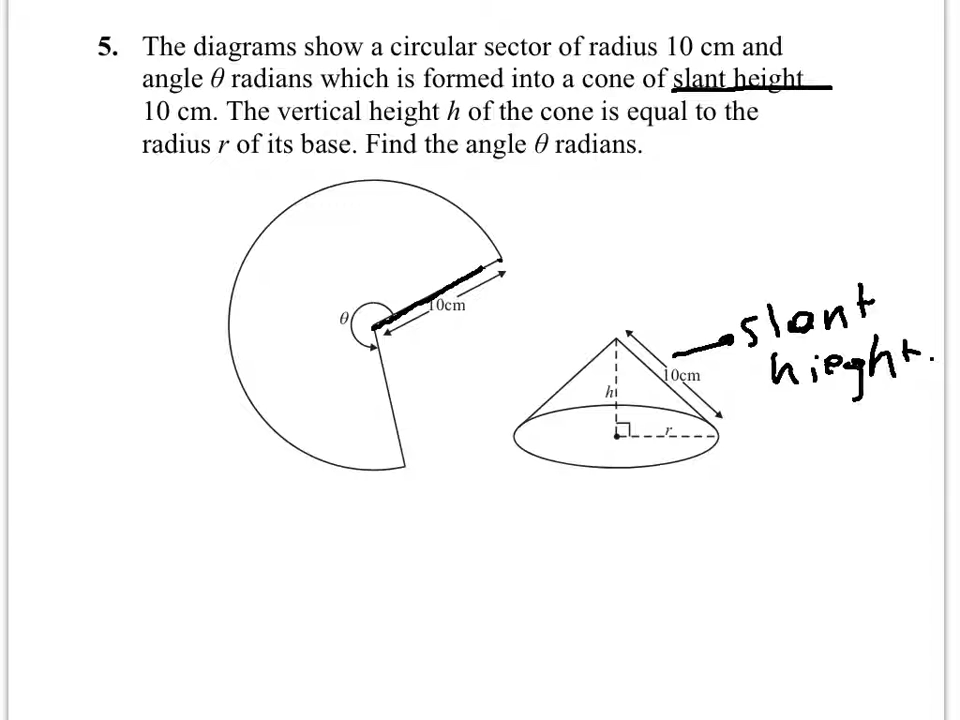 5. The diagrams show a circular sector of radius 10 cm and
angle θ radians which is formed into a cone of slant height
10 cm. The vertical height h of the cone is equal to the
radius r of its base. Find the angle θ radians.
θ
10cm
slant
hieght.
10cm
h
r